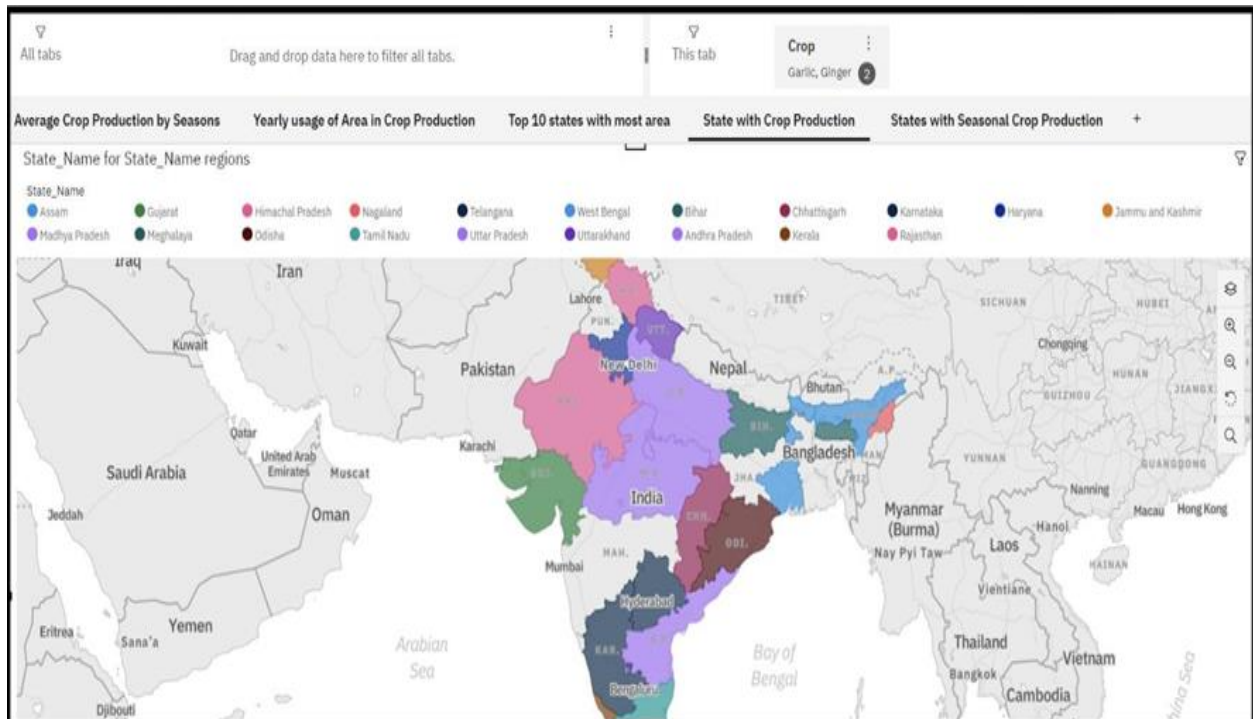 All tabs
Drag and drop data here to filter all tabs.
This tab
Crop
Garlic, Ginger 2
Average Crop Production by Seasons Yearly usage of Area in Crop Production Top 10 states with most area State with Crop Production States with Seasonal Crop Production +
State_Name for State_Name regions
State_Name
Assam Gujarat Himachal Pradesh Nagaland Telangana West Bengal Bihar Chhattisgarh Karnataka Haryana Jammu and Kashmir
Madhya Pradesh Meghalaya Odisha Tamil Nadu Uttar Pradesh Uttarakhand Andhra Pradesh Kerala Rajasthan
Iraq
Iran
Lahore
TIBET
SICHUAN
HUBEI
PUN.
UTT.
Kuwait
Pakistan
New Delhi
Nepal
Chongqing
HUNAN
Bhutan
A.P.
GUIZHOU
JIANGX
BIH.
Qatar
United Arab
Emirates
Muscat
Karachi
Bangladesh
MAN
YUNNAN
GUANGDONG
Saudi Arabia
JHA.
MIZ
India
Nanning
Jeddah
Oman
CHH.
ODI.
Myanmar
(Burma)
Macau
Hong Kong
Hanoi
MAH.
Nay Pyi Taw
Laos
Mumbai
HAINAN
Hyderabad
Vientiane
Eritrea
Sana'a
Yemen
Arabian
Sea
KAR.
Bay of
Bengal
Thailand
Vietnam
Bangkok
Bengaluru
Cambodia
Djibouti
hina Sea